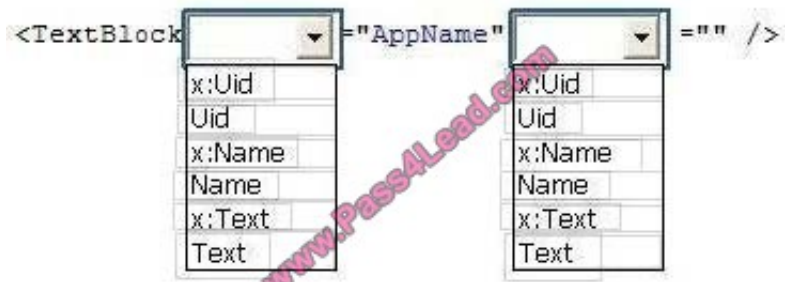 <TextBlock ="AppName" ="" />
x:Uid x:Uid
Uid Uid
x:Name x:Name
Name Name
x:Text x:Text
Text Text
www.Pass4Lead.com